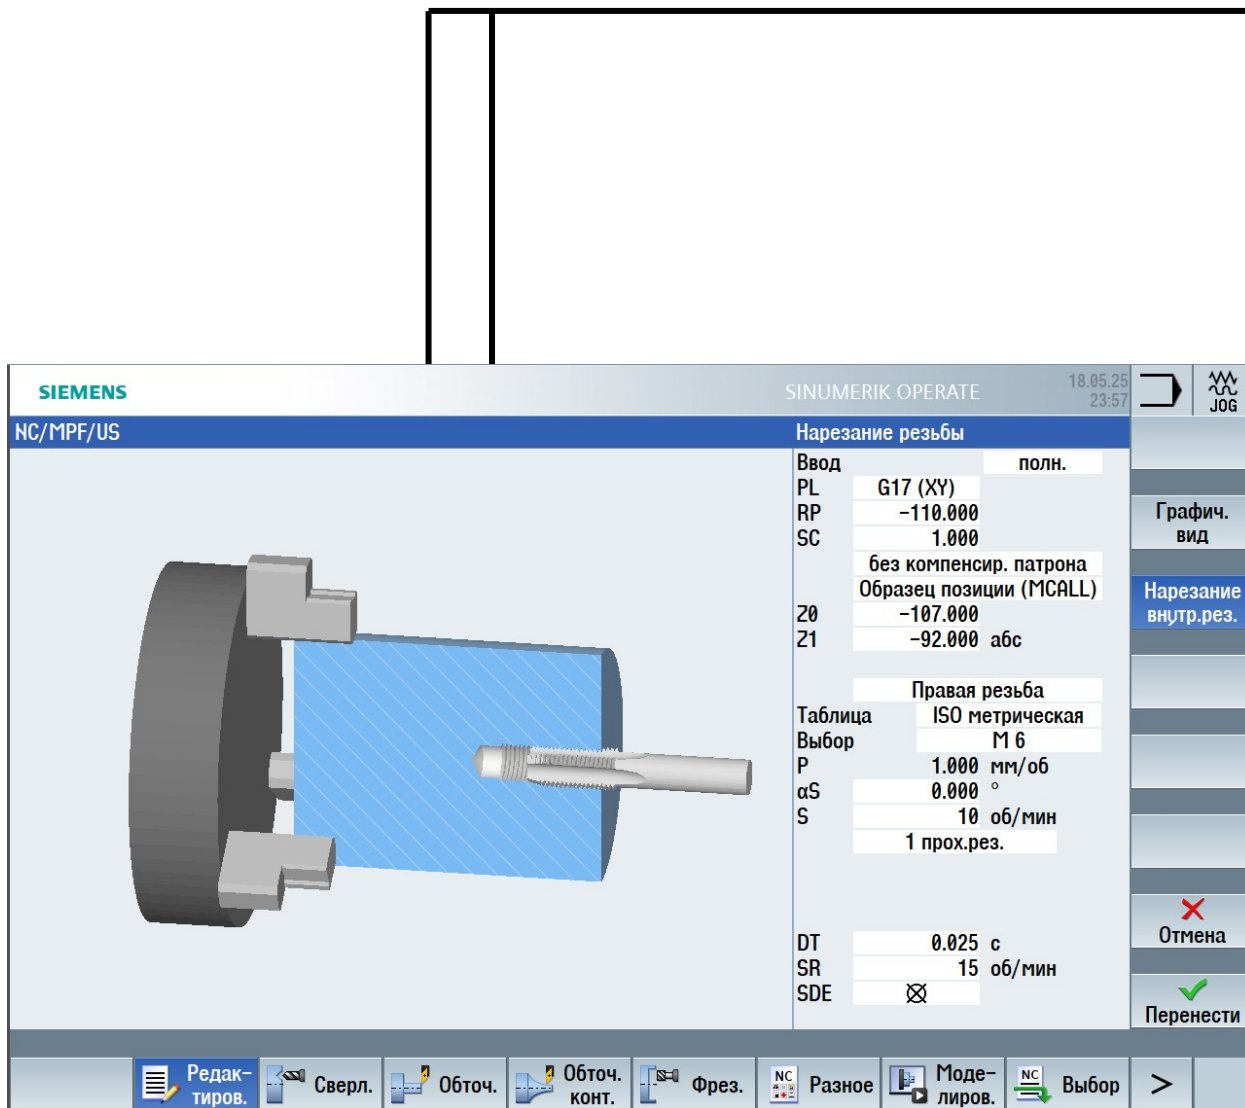 SIEMENS
SINUMERIK OPERATE
18.05.25
23:57
JOG
NC/MPF/US
Нарезание резьбы
Ввод полн.
PL G17 (XY)
RP -110.000
SC 1.000
без компенсир. патрона
Образец позиции (MCALL)
Z0 -107.000
Z1 -92.000 абс
Правая резьба
Таблица ISO метрическая
Выбор M 6
P 1.000 мм/об
αS 0.000 °
S 10 об/мин
1 прох.рез.
DT 0.025 с
SR 15 об/мин
SDE
Графич.
вид
Нарезание
внутр.рез.
Отмена
Перенести
Редак-
тиров.
Сверл.
Обточ.
Обточ.
конт.
Фрез.
NC
Разное
Моде-
лиров.
NC
Выбор
>